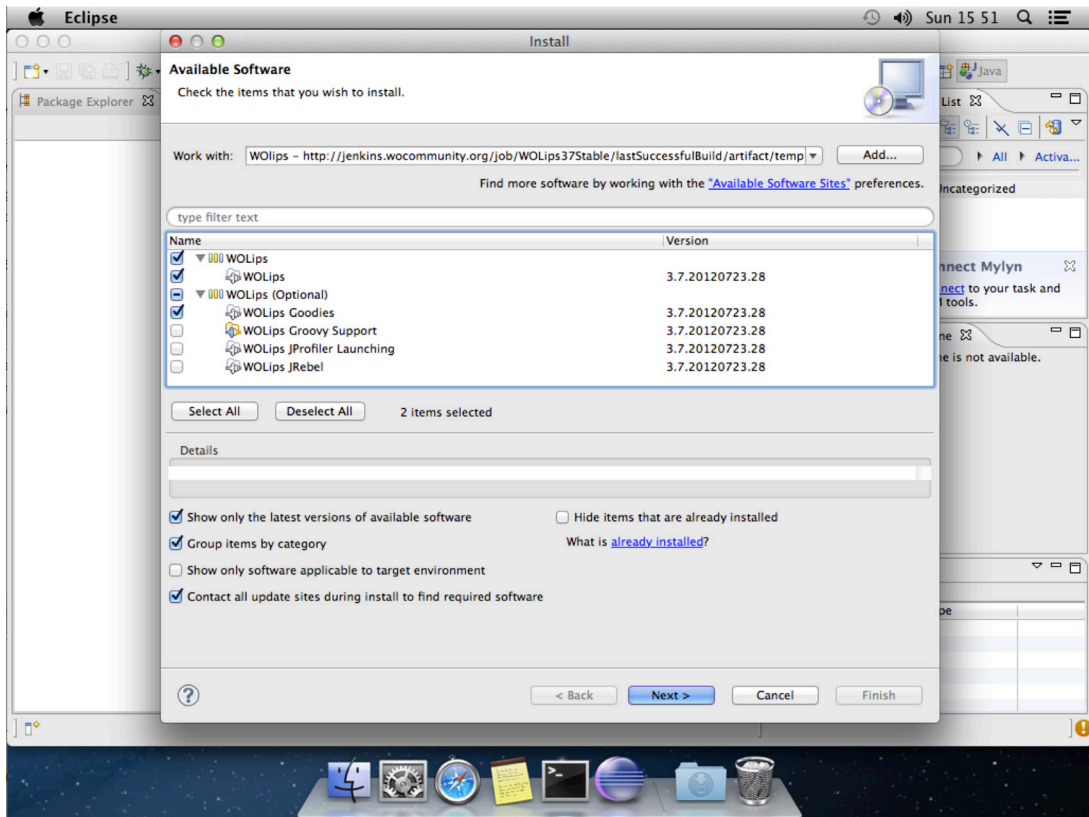 Eclipse
Sun 15 51
Install
Java
Available Software
Check the items that you wish to install.
Package Explorer
List
Work with: WOlips – http://jenkins.wocommunity.org/job/WOLips37Stable/lastSuccessfulBuild/artifact/temp Add...
All Activa...
Find more software by working with the "Available Software Sites" preferences.
Uncategorized
type filter text
Name Version
WOLips
WOLips 3.7.20120723.28
WOLips (Optional)
WOLips Goodies 3.7.20120723.28
WOLips Groovy Support 3.7.20120723.28
WOLips JProfiler Launching 3.7.20120723.28
WOLips JRebel 3.7.20120723.28
nnect Mylyn
nect to your task and
tools.
ne
ne is not available.
Select All Deselect All 2 items selected
Details
Show only the latest versions of available software
Hide items that are already installed
Group items by category
What is already installed?
Show only software applicable to target environment
Contact all update sites during install to find required software
pe
? < Back Next > Cancel Finish